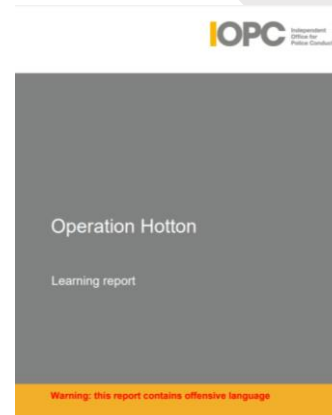 IOPC
Independent
Office for
Police Conduct
Operation Hotton
Learning report
Warning: this report contains offensive language